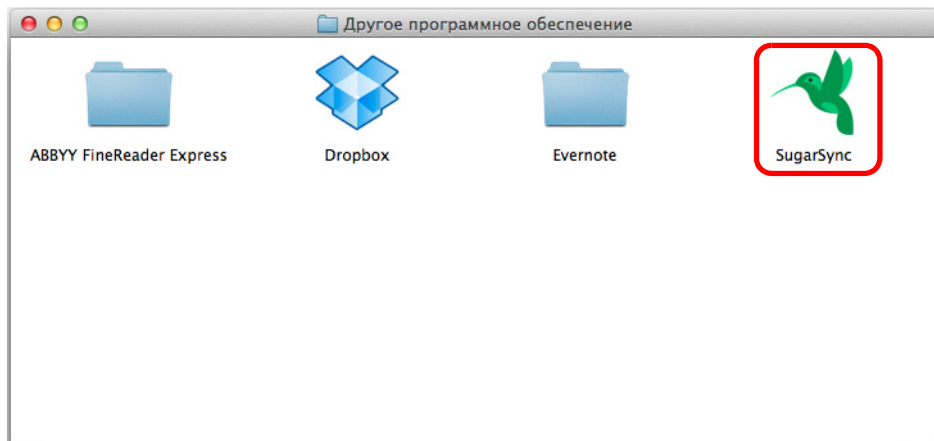 Другое программное обеспечение
ABBYY FineReader Express
Dropbox
Evernote
SugarSync